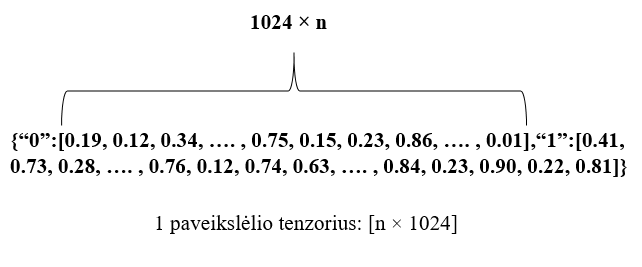 1024 × n
{“0”:[0.19, 0.12, 0.34, …. , 0.75, 0.15, 0.23, 0.86, …. , 0.01],“1”:[0.41,
0.73, 0.28, …. , 0.76, 0.12, 0.74, 0.63, …. , 0.84, 0.23, 0.90, 0.22, 0.81]}
1 paveikslėlio tenzorius: [n × 1024]